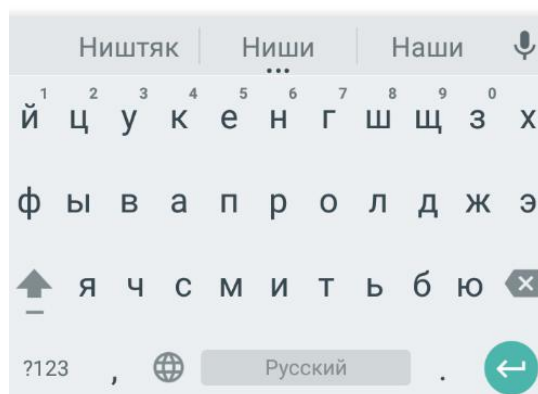 Ништяк Ниши Наши
1 2 3 4 5 6 7 8 9 0
й ц у к е н г ш щ з х
ф ы в а п р о л д ж э
я ч с м и т ь б ю
?123 , Русский .